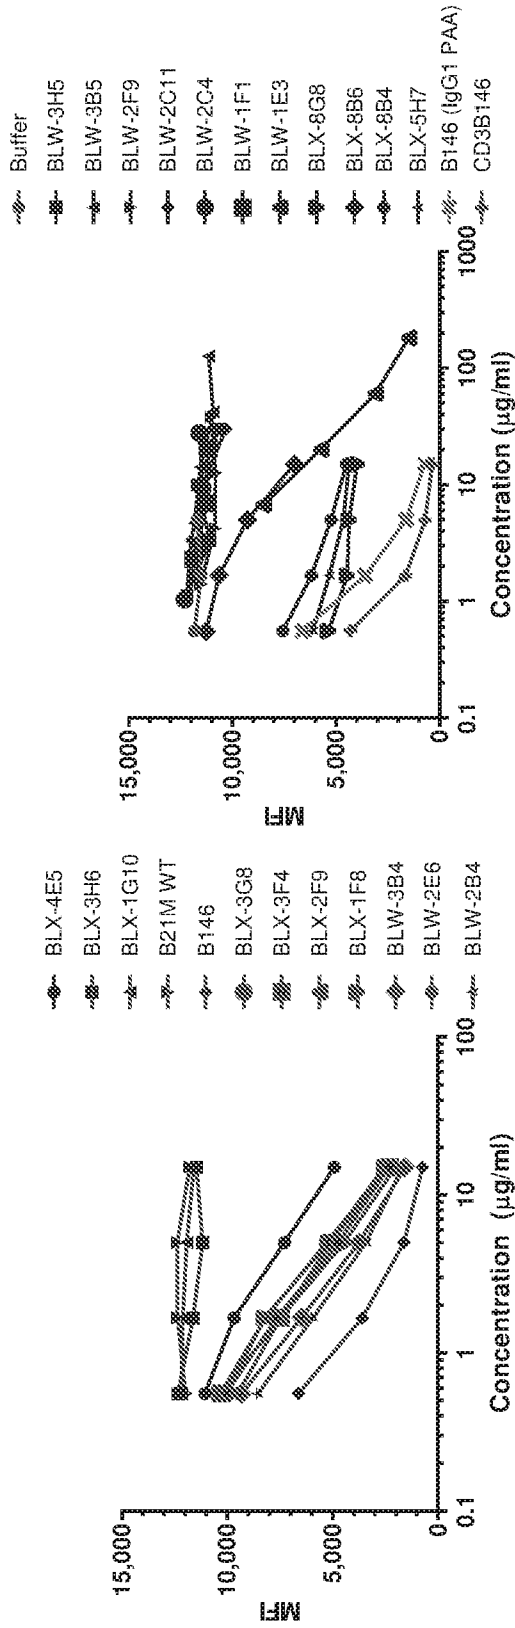 MFI
15,000
10,000
5,000
0
0.1
1
10
100
Concentration (µg/ml)
BLX-4E5
BLX-3H6
BLX-1G10
B21M WT
B146
BLX-3G8
BLX-3F4
BLX-2F9
BLX-1F8
BLW-3B4
BLW-2E6
BLW-2B4
MFI
15,000
10,000
5,000
0
0.1
1
10
100
1000
Concentration (µg/ml)
Buffer
BLW-3H5
BLW-3B5
BLW-2F9
BLW-2C11
BLW-2C4
BLW-1F1
BLW-1E3
BLX-8G8
BLX-8B6
BLX-8B4
BLX-5H7
B146 (IgG1 PAA)
CD3B146